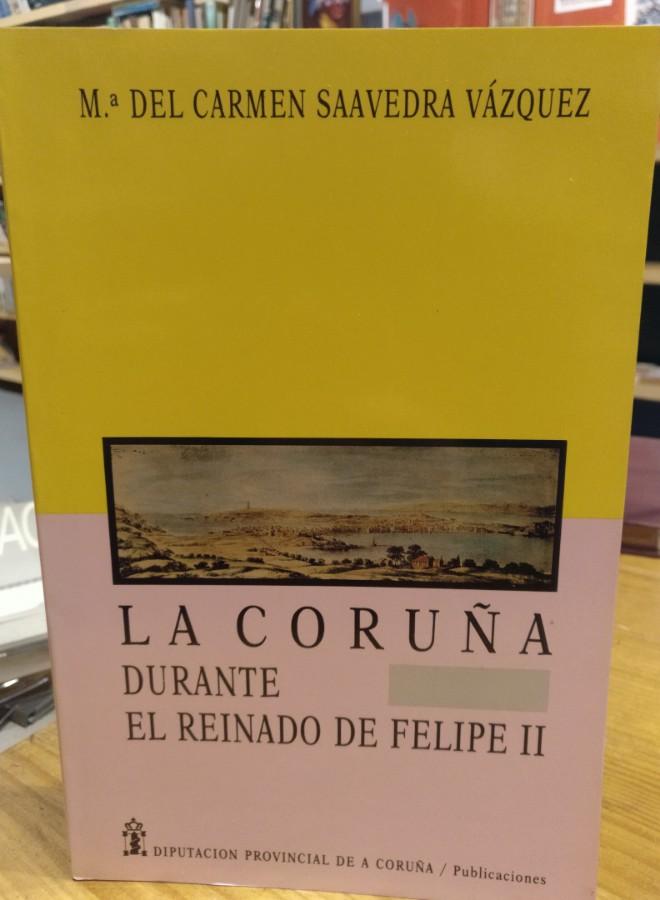 M.ª DEL CARMEN SAAVEDRA VÁZQUEZ
LA CORUÑA
DURANTE
EL REINADO DE FELIPE II
DIPUTACION PROVINCIAL DE A CORUÑA / Publicaciones